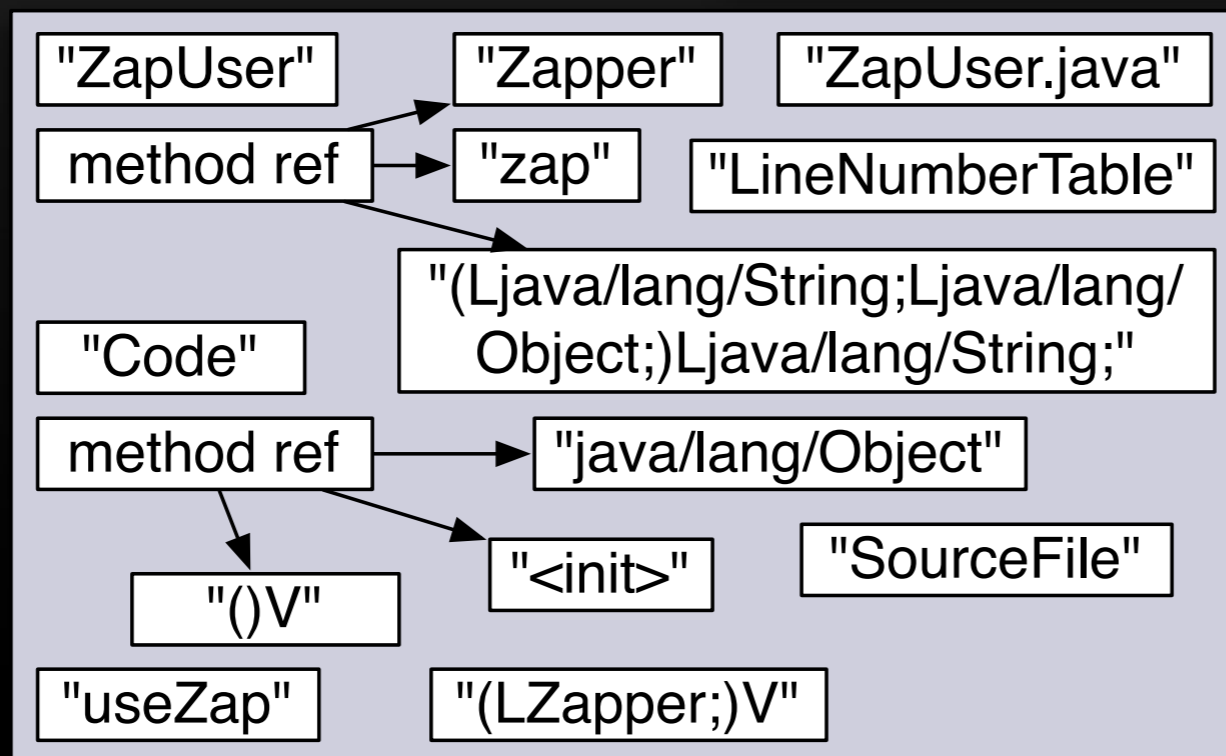 "ZapUser"
"Zapper"
"ZapUser.java"
method ref
"zap"
"LineNumberTable"
"(Ljava/lang/String;Ljava/lang/
Object;)Ljava/lang/String;"
"Code"
method ref
"java/lang/Object"
"<init>"
"SourceFile"
"()V"
"useZap"
"(LZapper;)V"